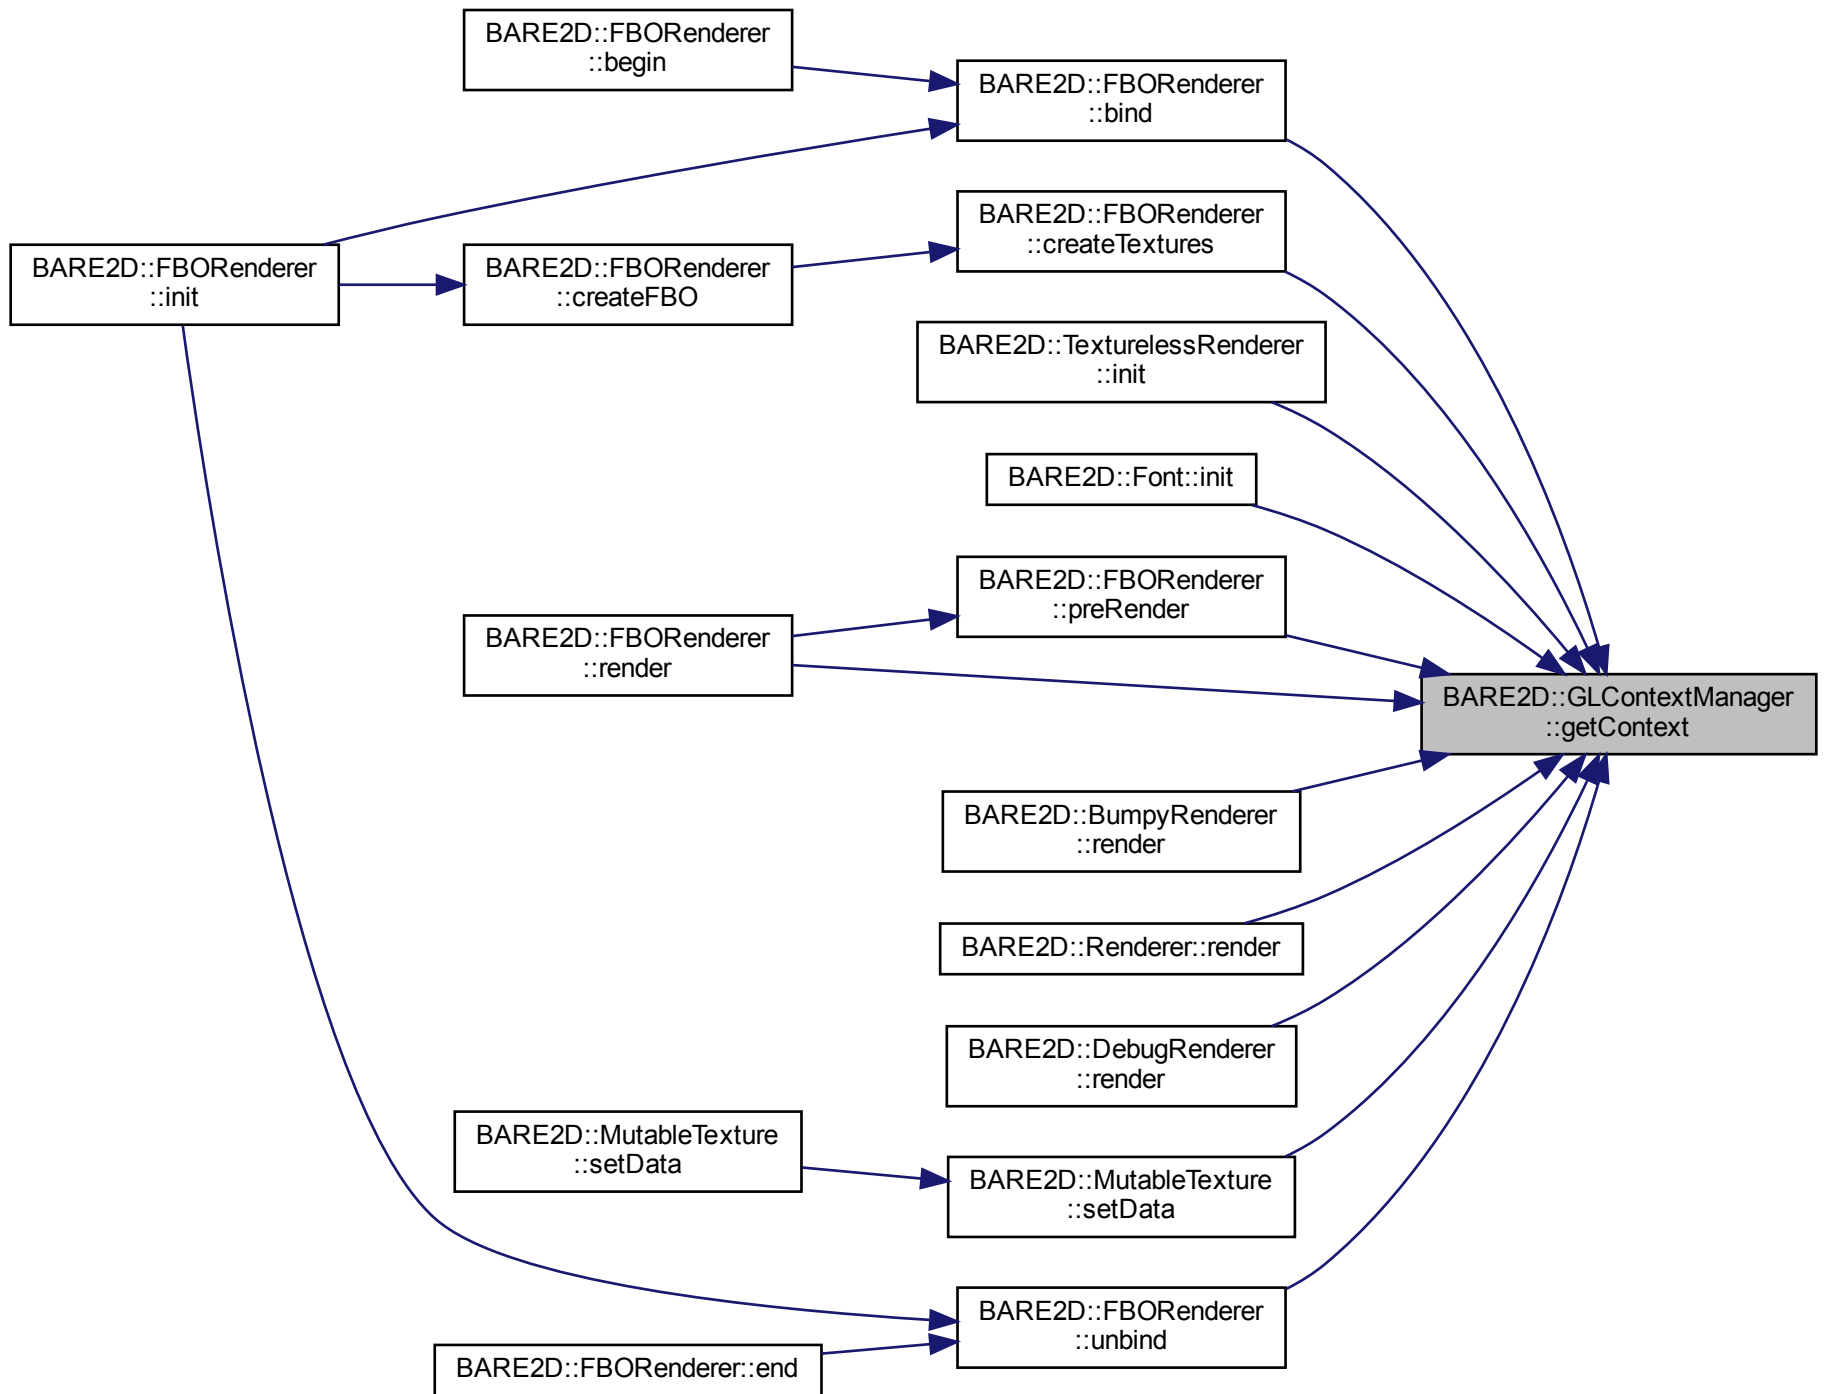 BARE2D::FBORenderer
::begin
BARE2D::FBORenderer
::bind
BARE2D::FBORenderer
::createTextures
BARE2D::FBORenderer
::init
BARE2D::FBORenderer
::createFBO
BARE2D::TexturelessRenderer
::init
BARE2D::Font::init
BARE2D::FBORenderer
::preRender
BARE2D::FBORenderer
::render
BARE2D::GLContextManager
::getContext
BARE2D::BumpyRenderer
::render
BARE2D::Renderer::render
BARE2D::DebugRenderer
::render
BARE2D::MutableTexture
::setData
BARE2D::MutableTexture
::setData
BARE2D::FBORenderer
::unbind
BARE2D::FBORenderer::end